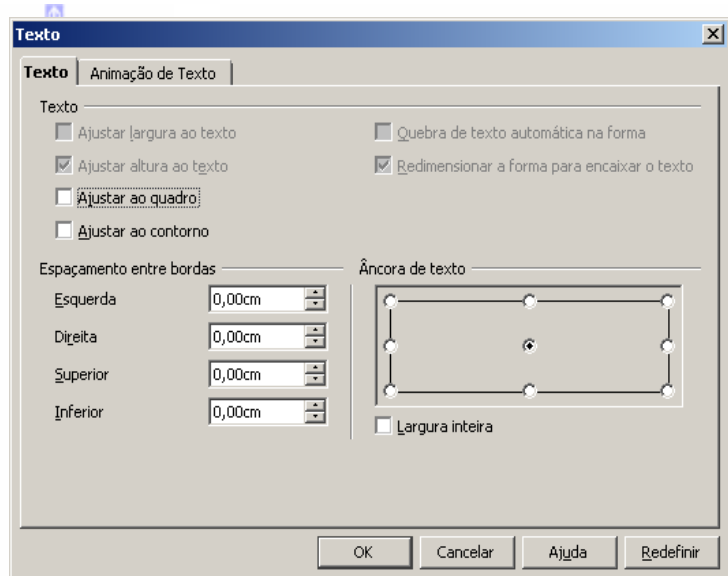 Texto
Texto Animação de Texto
Texto
Ajustar largura ao texto Quebra de texto automática na forma
Ajustar altura ao texto Redimensionar a forma para encaixar o texto
Ajustar ao quadro
Ajustar ao contorno
Espaçamento entre bordas Âncora de texto
Esquerda 0,00cm
Direita 0,00cm
Superior 0,00cm
Inferior 0,00cm
Largura inteira
OK Cancelar Ajuda Redefinir